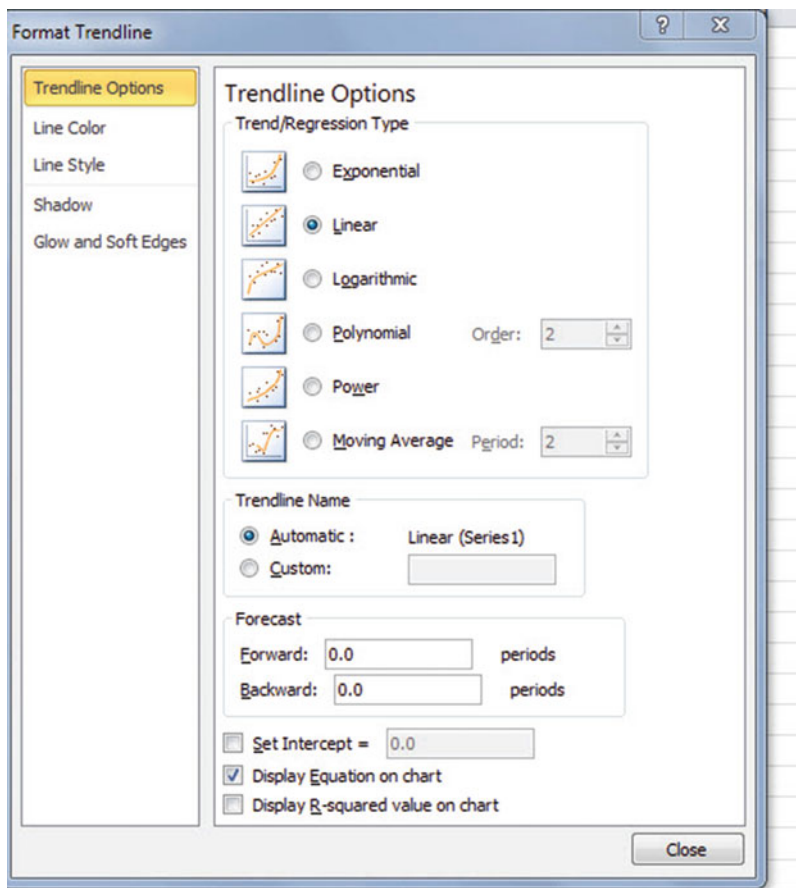 Format Trendline
Trendline Options
Line Color
Line Style
Shadow
Glow and Soft Edges
Trendline Options
Trend/Regression Type
Exponential
Linear
Logarithmic
Polynomial Order: 2
Power
Moving Average Period: 2
Trendline Name
Automatic : Linear (Series1)
Custom:
Forecast
Forward: 0.0 periods
Backward: 0.0 periods
Set Intercept = 0.0
Display Equation on chart
Display R-squared value on chart
Close